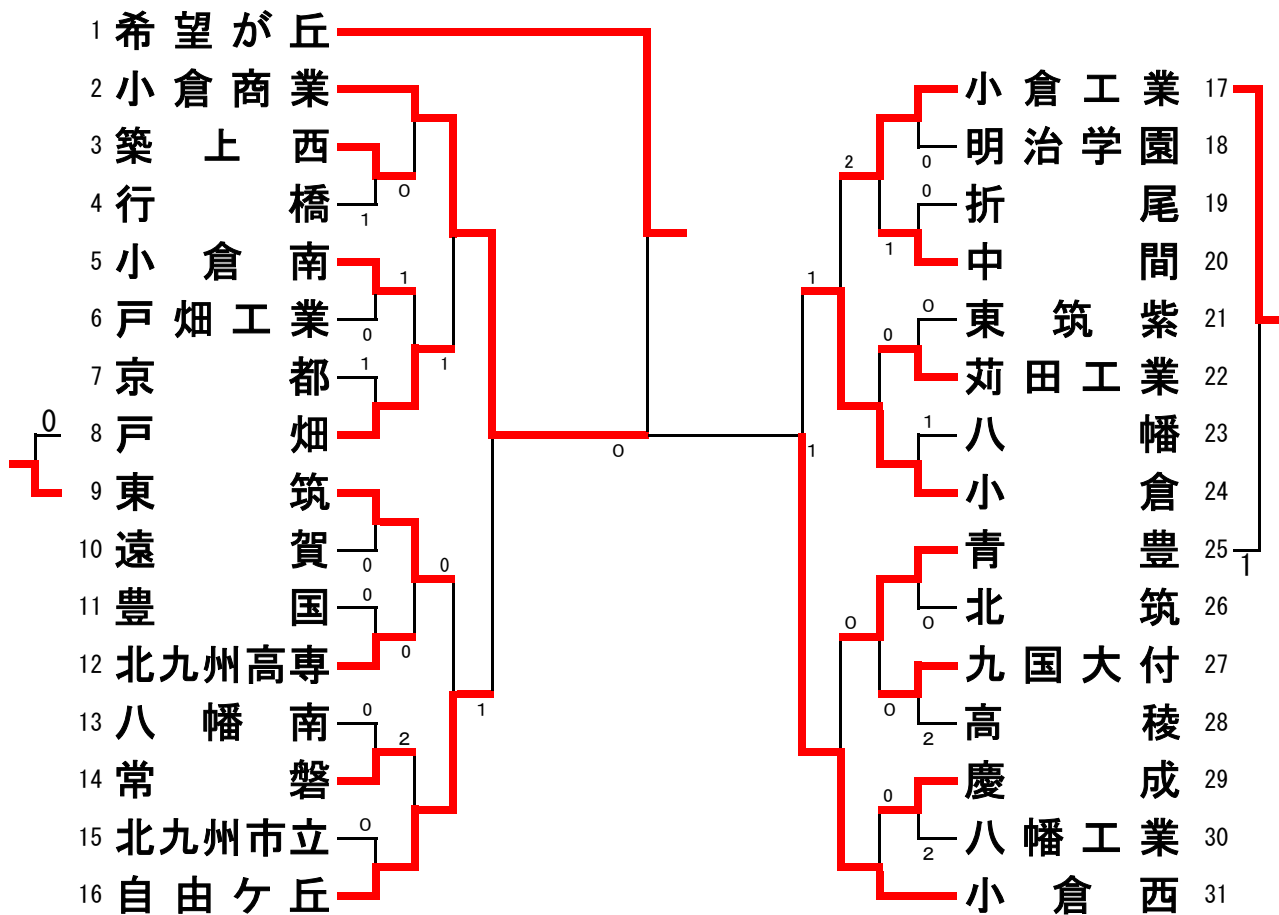 1 希望が丘
2 小倉商業
小倉工業 17
3 築上西
2
明治学園 18
0
0
0
4 行橋
折尾 19
1
1
5 小倉南
中間 20
1
1
6 戸畑工業
0
東筑紫 21
0
0
7 京都
1
1
苅田工業 22
0
8 戸畑
八幡 23
1
0
1
9 東筑
小倉 24
10 遠賀
青豊 25
0
0
1
11 豊国
0
北筑 26
0
0
12 北九州高専
0
九国大付 27
13 八幡南
0
1
0
高稜 28
2
2
14 常磐
慶成 29
0
15 北九州市立
0
八幡工業 30
2
16 自由ケ丘
小倉西 31